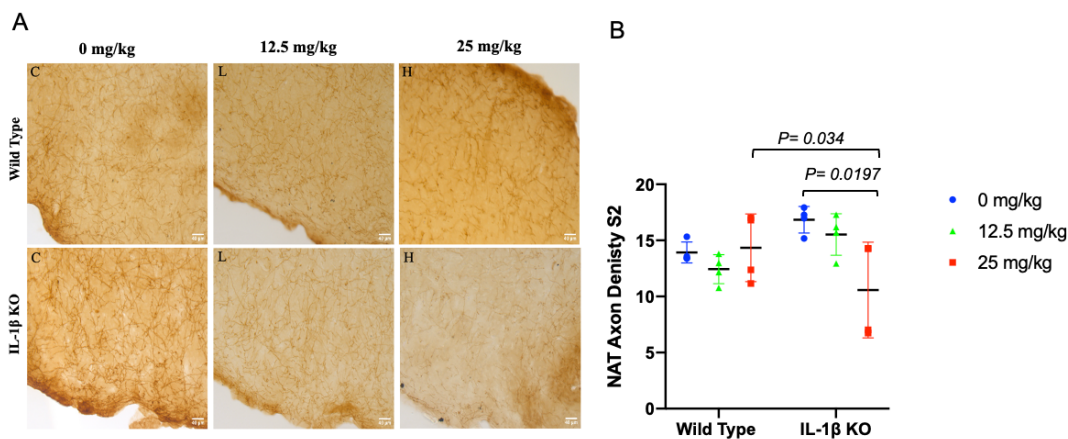 A
0 mg/kg
12.5 mg/kg
25 mg/kg
Wild Type
C
L
H
IL-1β KO
C
L
H
B
P= 0.034
P= 0.0197
NAT Axon Denisty S2
20
15
10
5
0
Wild Type
IL-1β KO
0 mg/kg
12.5 mg/kg
25 mg/kg